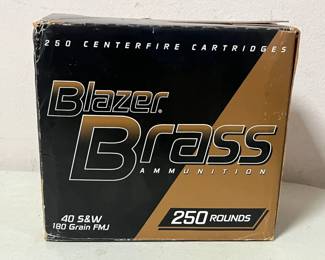 250 CENTERFIRE CARTRIDGES
Blazer®
Brass
AMMUNITION
40 S&W
180 Grain FMJ
250 ROUNDS